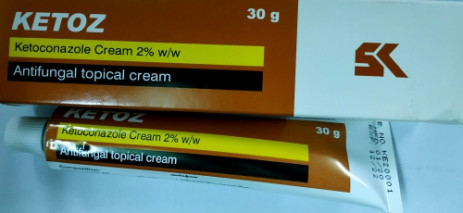 KETOZ
30 g
Ketoconazole Cream 2% w/w
Antifungal topical cream
SK
KETOZ
Ketoconazole Cream 2% w/w
30 g
Antifungal topical cream